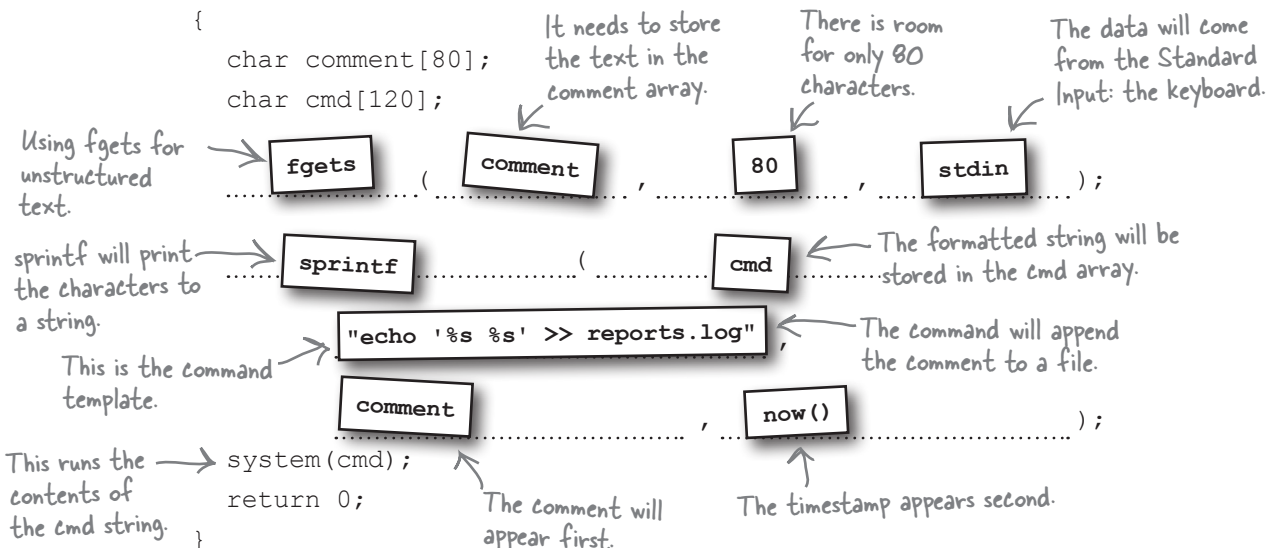 {
char comment[80];
char cmd[120];
It needs to store
the text in the
comment array.
There is room
for only 80
characters.
The data will come
from the Standard
Input: the keyboard.
Using fgets for
unstructured
text.
fgets ( comment , 80 , stdin );
sprintf will print
the characters to
a string.
sprintf ( cmd
The formatted string will be
stored in the cmd array.
"echo '%s %s' >> reports.log" ,
This is the command
template.
The command will append
the comment to a file.
comment , now() );
This runs the
contents of
the cmd string.
system(cmd);
return 0;
The comment will
appear first.
The timestamp appears second.
}